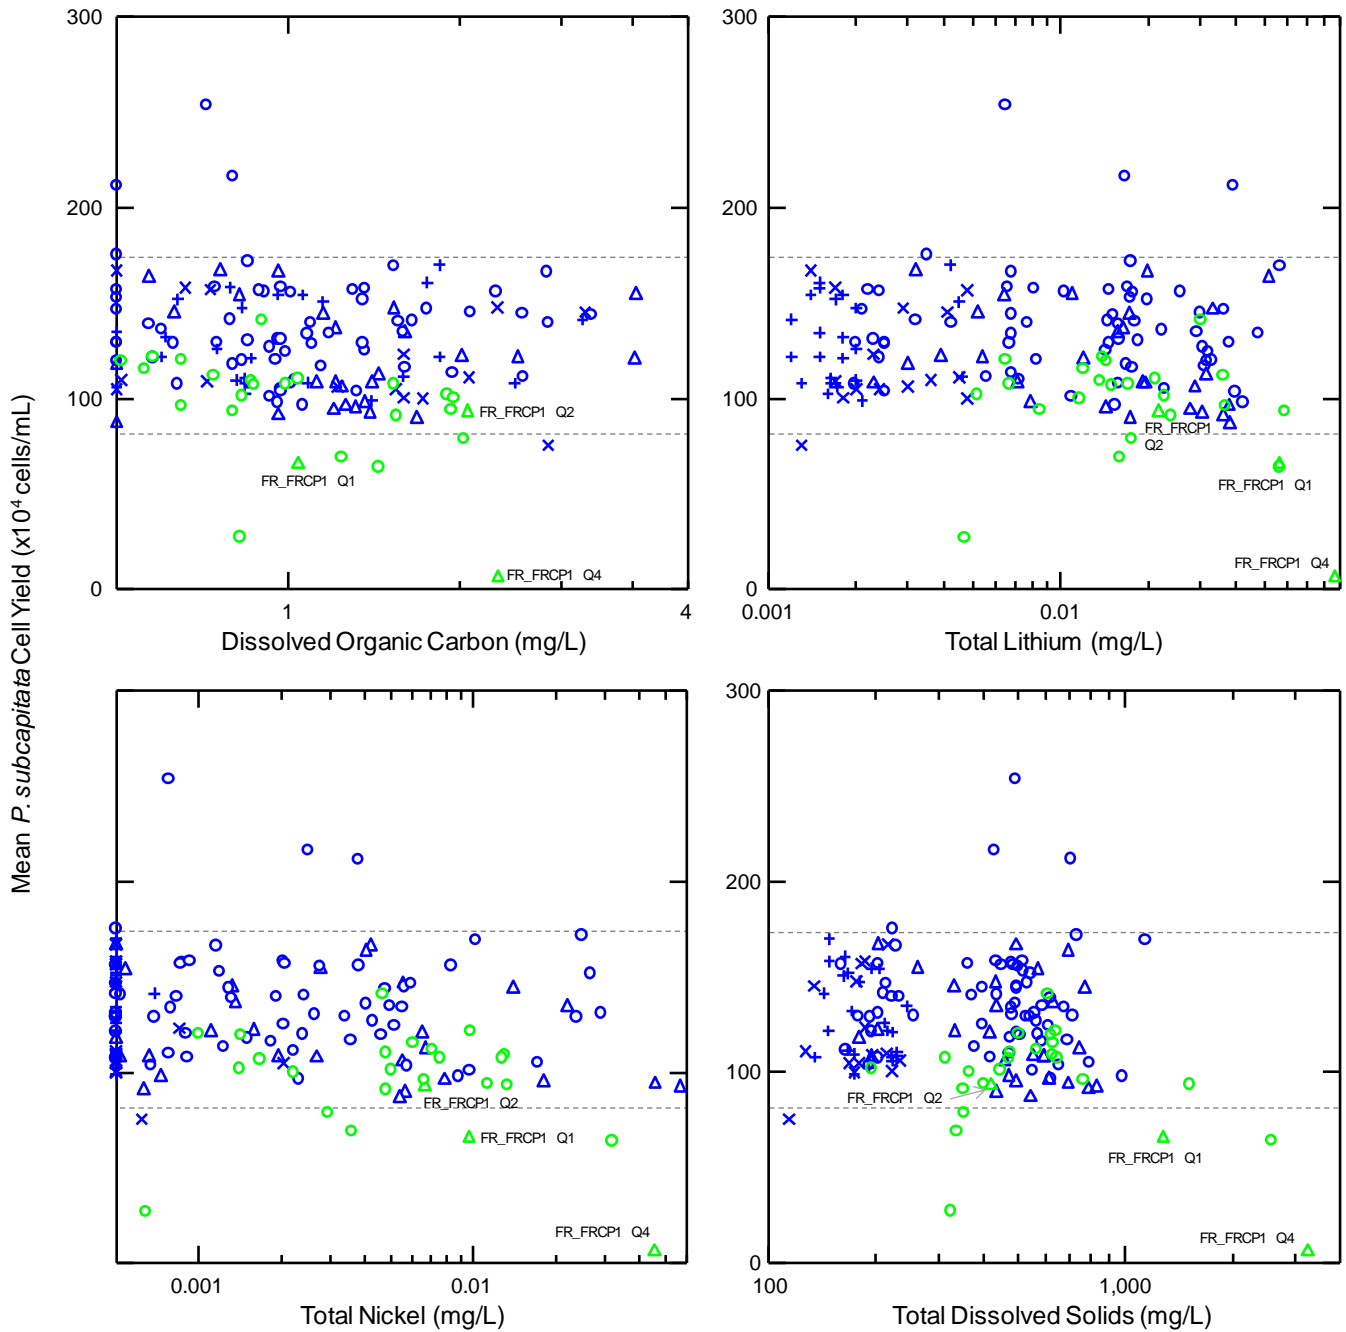 Mean P. subcapitata Cell Yield (x10⁴ cells/mL)
300
200
100
0
FR_FRCP1 Q2
FR_FRCP1 Q1
FR_FRCP1 Q4
1
4
Dissolved Organic Carbon (mg/L)
300
200
100
0
FR_FRCP1
Q2
FR_FRCP1 Q1
FR_FRCP1 Q4
0.001
0.01
Total Lithium (mg/L)
FR_FRCP1 Q2
FR_FRCP1 Q1
FR_FRCP1 Q4
0.001
0.01
Total Nickel (mg/L)
300
200
100
0
FR_FRCP1 Q2
FR_FRCP1 Q1
FR_FRCP1 Q4
100
1,000
Total Dissolved Solids (mg/L)